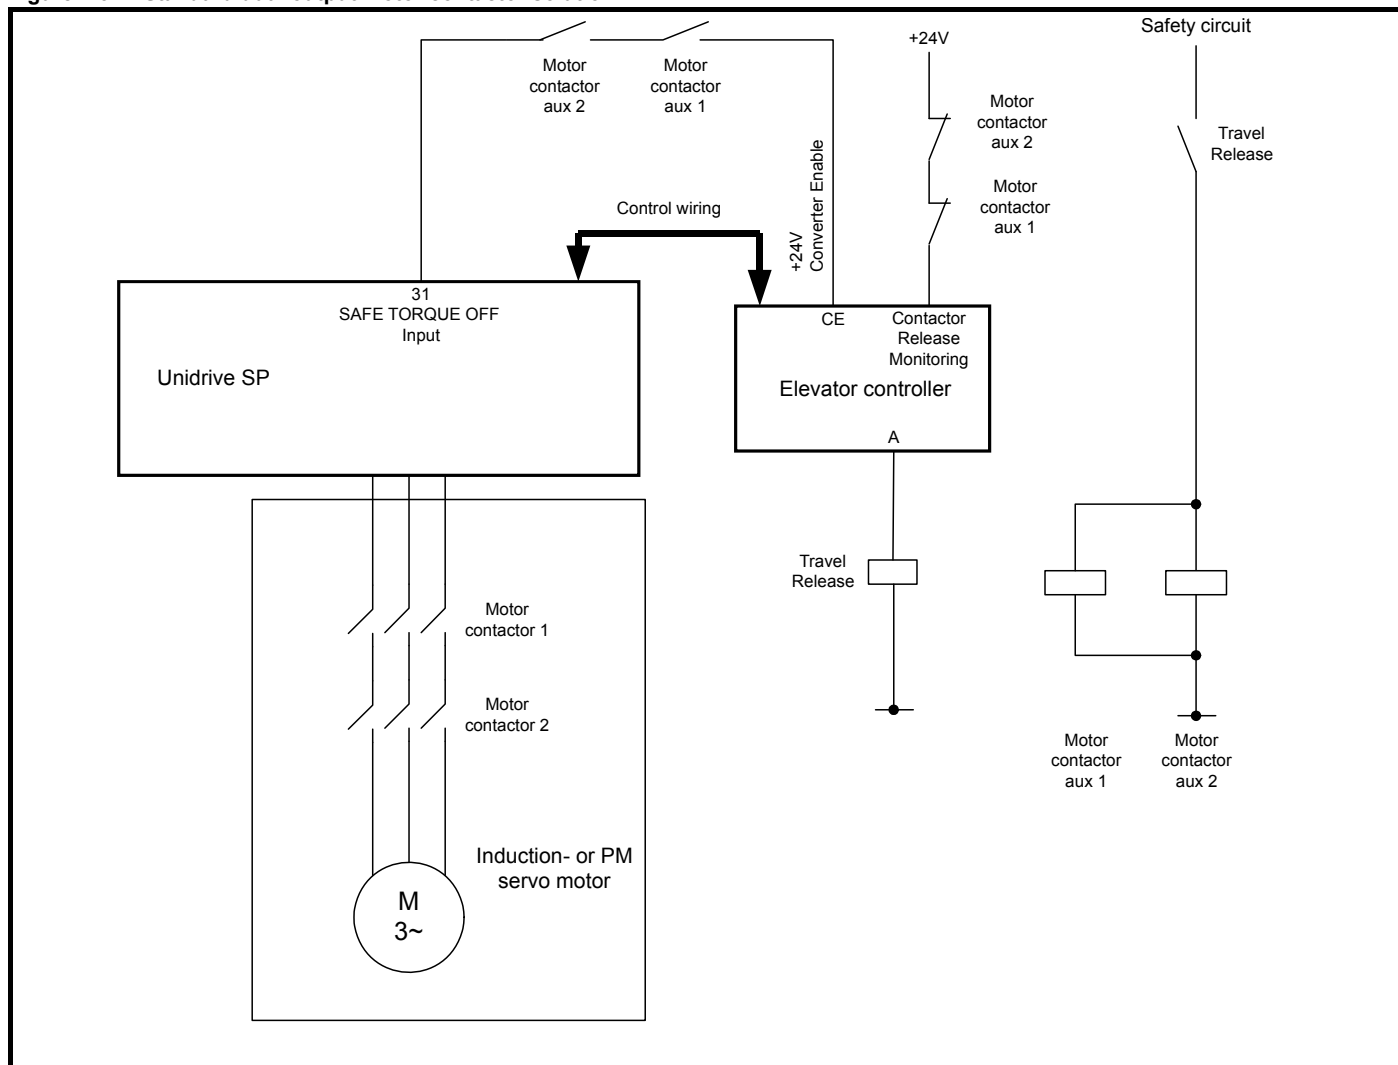 Safety circuit
+24V
Motor
contactor
aux 2
Motor
contactor
aux 1
Motor
contactor
aux 2
Travel
Release
+24V
Converter Enable
Motor
contactor
aux 1
Control wiring
31
SAFE TORQUE OFF
Input
Unidrive SP
CE
Contactor
Release
Monitoring
Elevator controller
A
Travel
Release
Motor
contactor 1
Motor
contactor 2
Motor
contactor
aux 1
Motor
contactor
aux 2
Induction- or PM
servo motor
M
3~